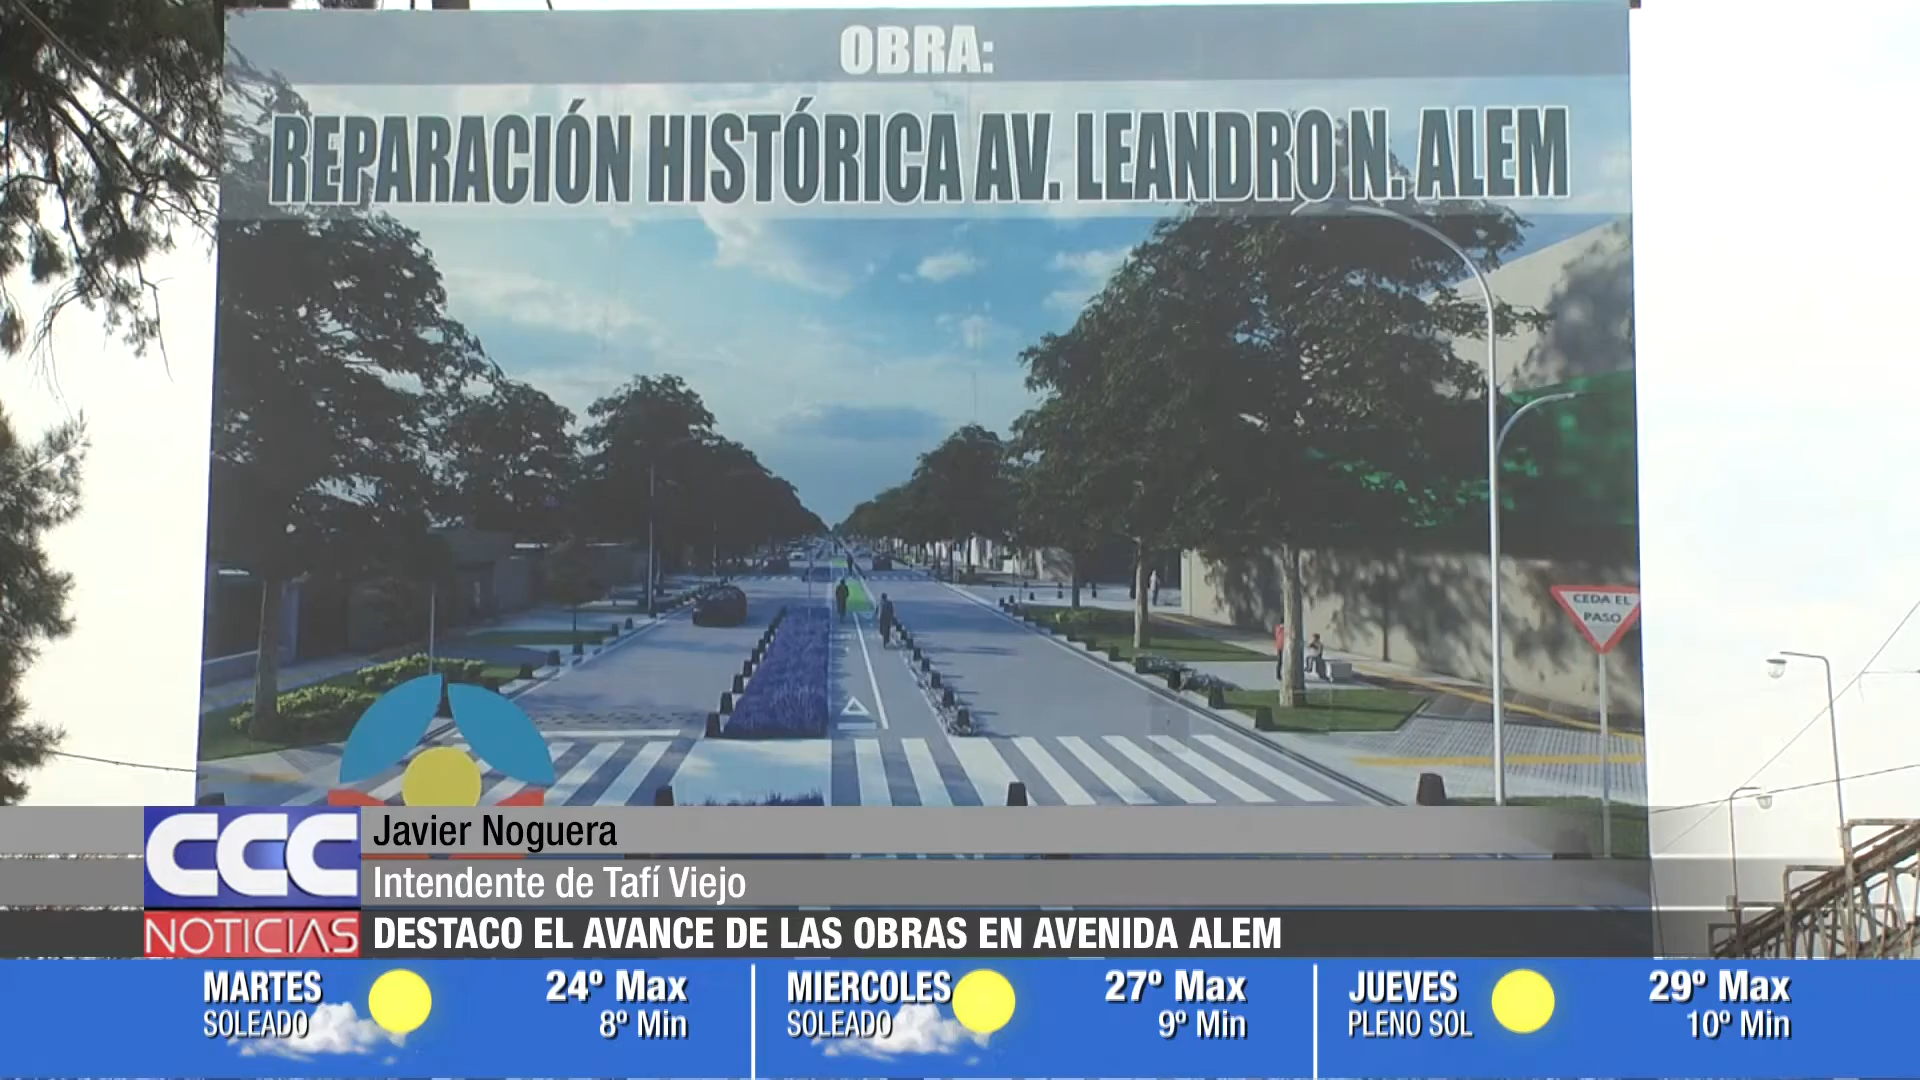 OBRA:
REPARACIÓN HISTÓRICA AV. LEANDRO N. ALEM
CEDA EL
PASO
CCC
NOTICIAS
Javier Noguera
Intendente de Tafí Viejo
DESTACO EL AVANCE DE LAS OBRAS EN AVENIDA ALEM
MARTES
SOLEADO
24º Max
8º Min
MIERCOLES
SOLEADO
27º Max
9º Min
JUEVES
PLENO SOL
29º Max
10º Min